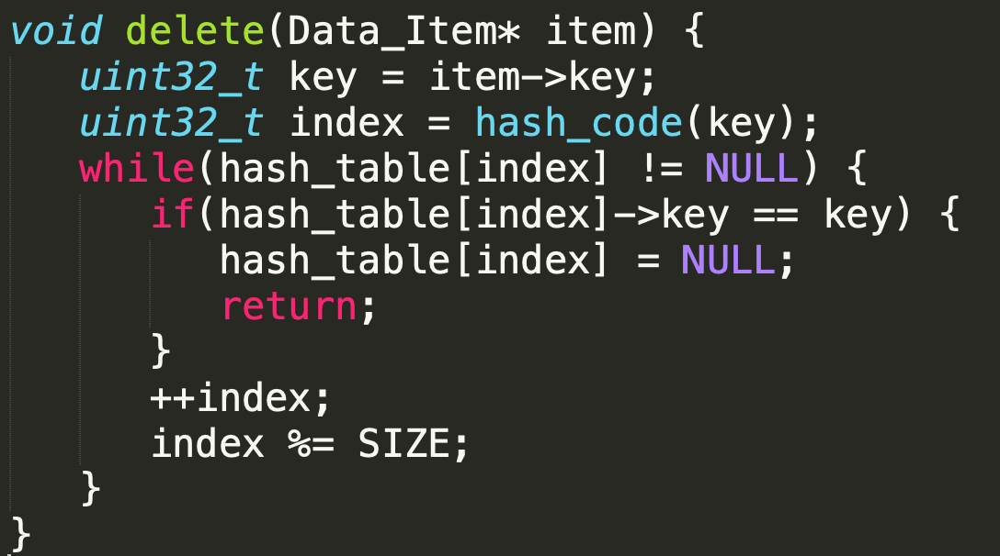 void delete(Data_Item* item) {
   uint32_t key = item->key;
   uint32_t index = hash_code(key);
   while(hash_table[index] != NULL) {
      if(hash_table[index]->key == key) {
         hash_table[index] = NULL;
         return;
      }
      ++index;
      index %= SIZE;
   }
}